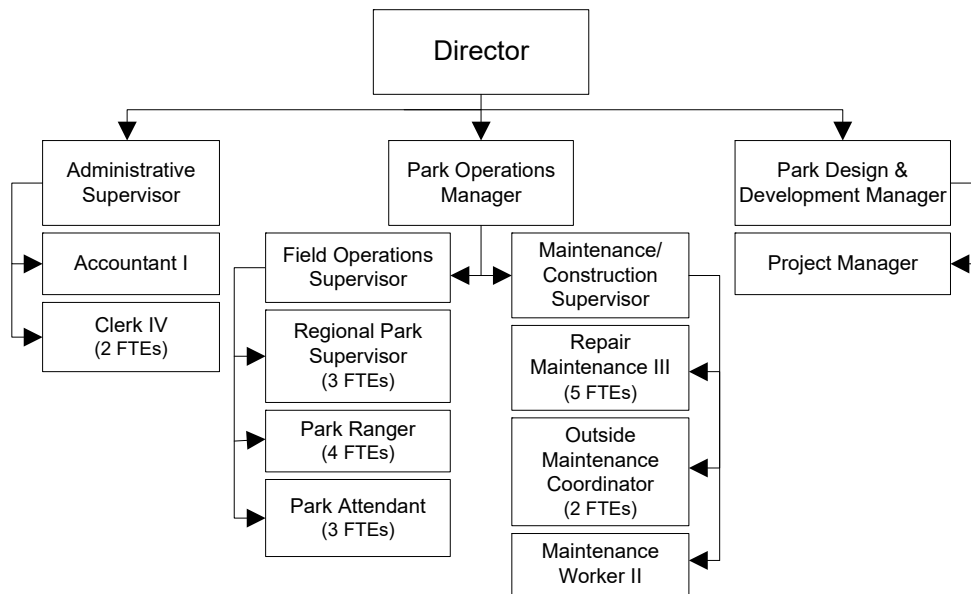 Director
Administrative
Supervisor
Accountant I
Clerk IV
(2 FTEs)
Park Operations
Manager
Field Operations
Supervisor
Regional Park
Supervisor
(3 FTEs)
Park Ranger
(4 FTEs)
Park Attendant
(3 FTEs)
Maintenance/
Construction
Supervisor
Repair
Maintenance III
(5 FTEs)
Outside
Maintenance
Coordinator
(2 FTEs)
Maintenance
Worker II
Park Design &
Development Manager
Project Manager